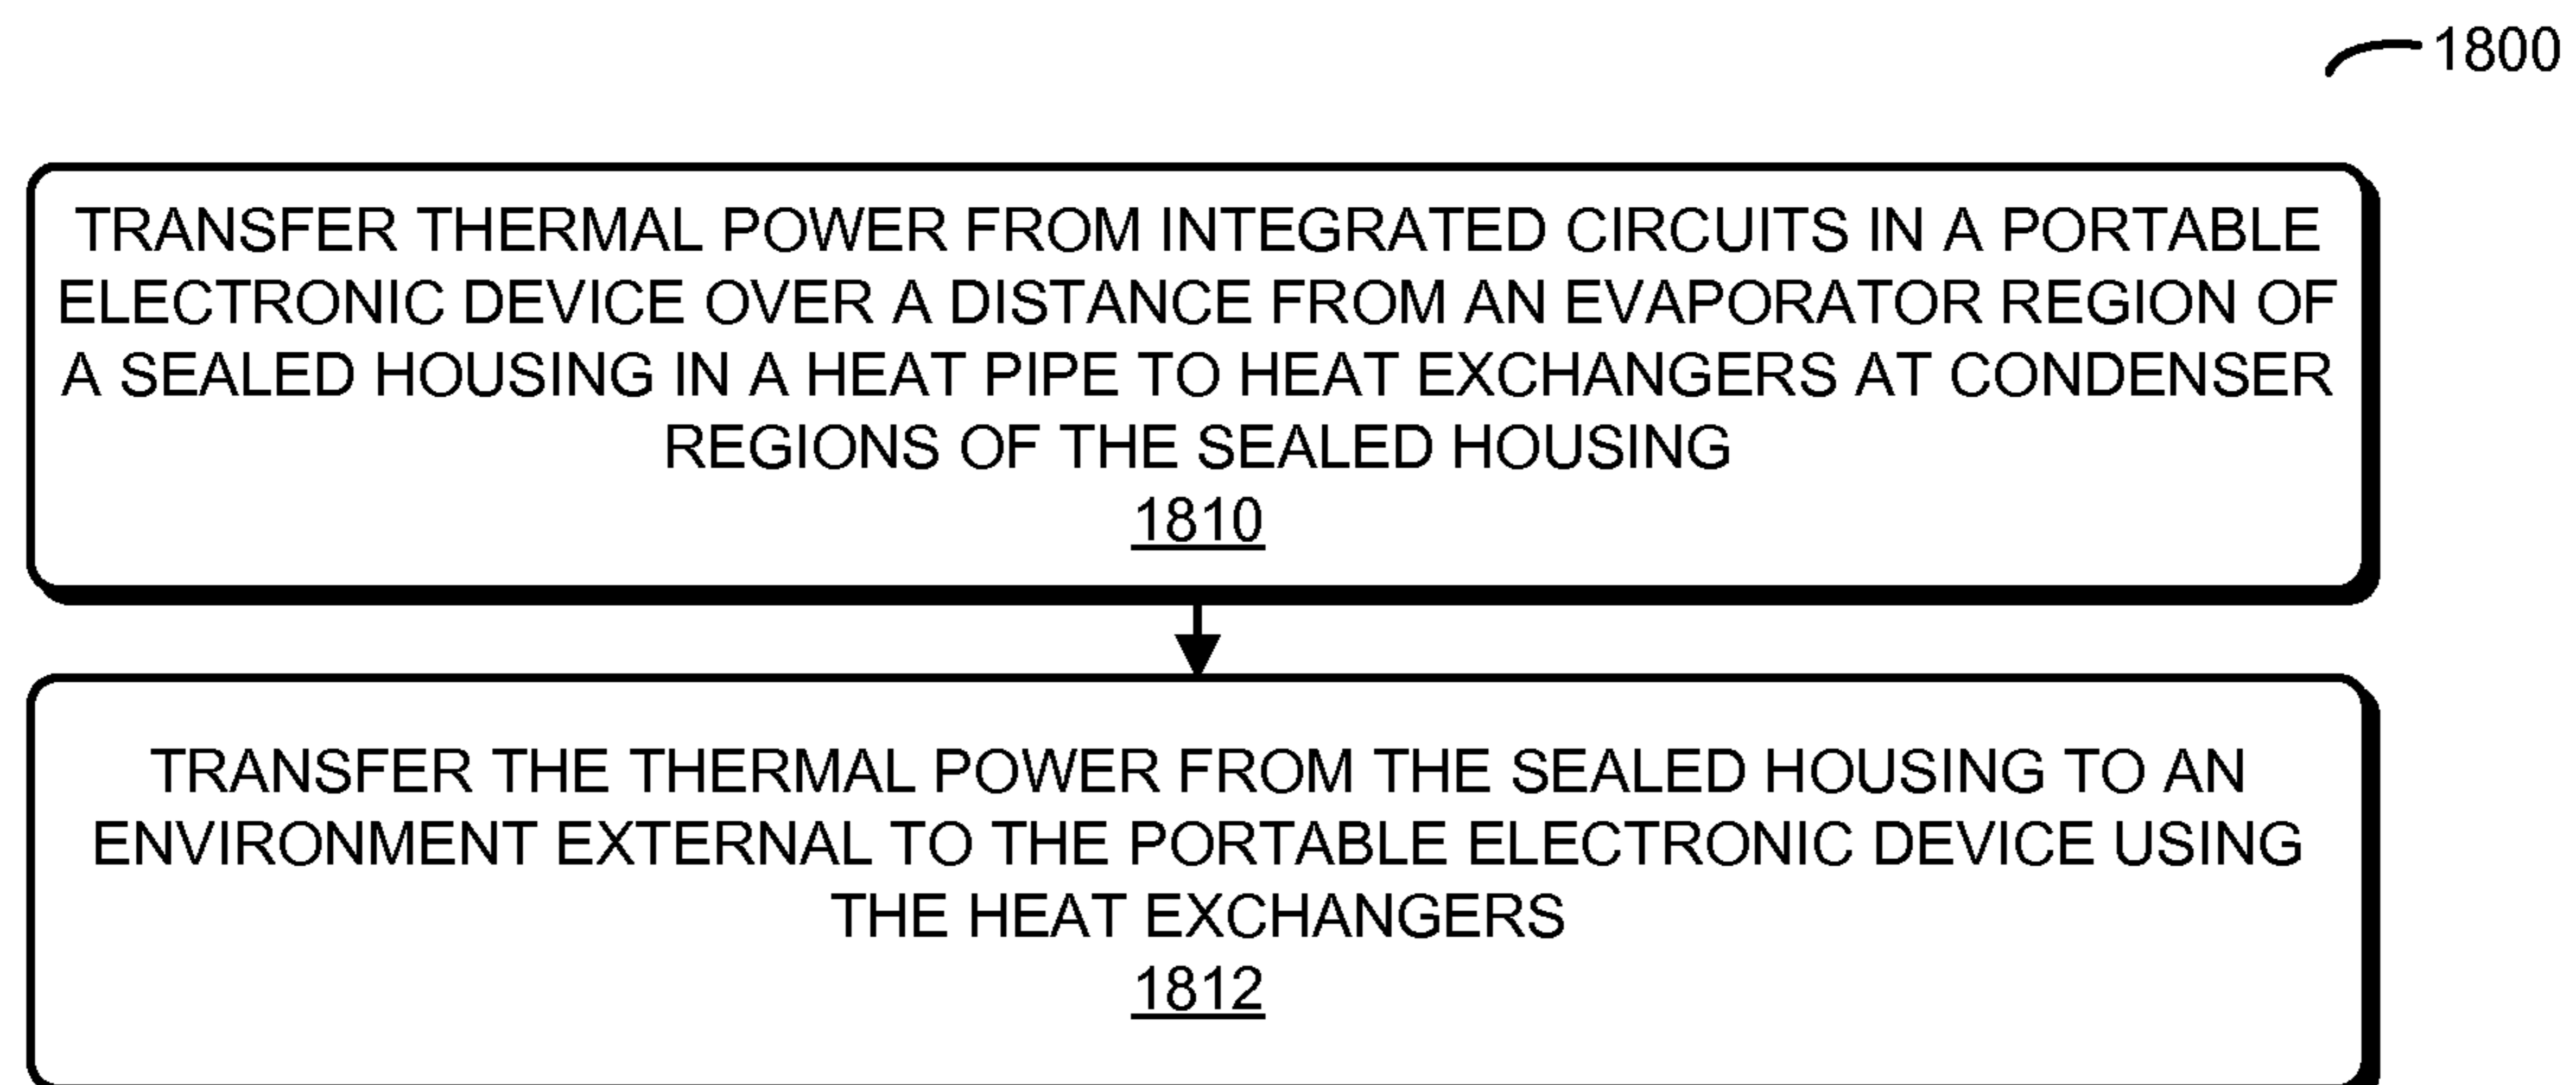 1800
TRANSFER THERMAL POWER FROM INTEGRATED CIRCUITS IN A PORTABLE
ELECTRONIC DEVICE OVER A DISTANCE FROM AN EVAPORATOR REGION OF
A SEALED HOUSING IN A HEAT PIPE TO HEAT EXCHANGERS AT CONDENSER
REGIONS OF THE SEALED HOUSING
1810
TRANSFER THE THERMAL POWER FROM THE SEALED HOUSING TO AN
ENVIRONMENT EXTERNAL TO THE PORTABLE ELECTRONIC DEVICE USING
THE HEAT EXCHANGERS
1812